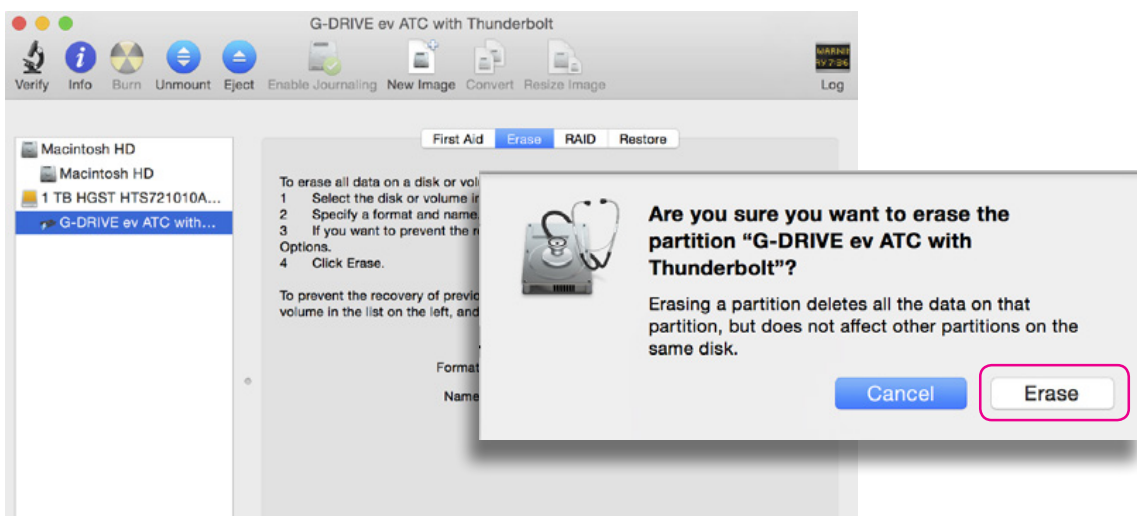 G-DRIVE ev ATC with Thunderbolt
WARNIN
AY 7:36
Verify Info Burn Unmount Eject Enable Journaling New Image Convert Resize Image Log
First Aid Erase RAID Restore
Macintosh HD
Macintosh HD
1 TB HGST HTS721010A...
G-DRIVE ev ATC with...
To erase all data on a disk or
1 Select the disk or volume
2 Specify a format and name
3 If you want to prevent the
Options.
4 Click Erase.
To prevent the recovery of
volume in the list on the left, and
Format
Name
Are you sure you want to erase the
partition “G-DRIVE ev ATC with
Thunderbolt”?
Erasing a partition deletes all the data on that
partition, but does not affect other partitions on the
same disk.
Cancel Erase